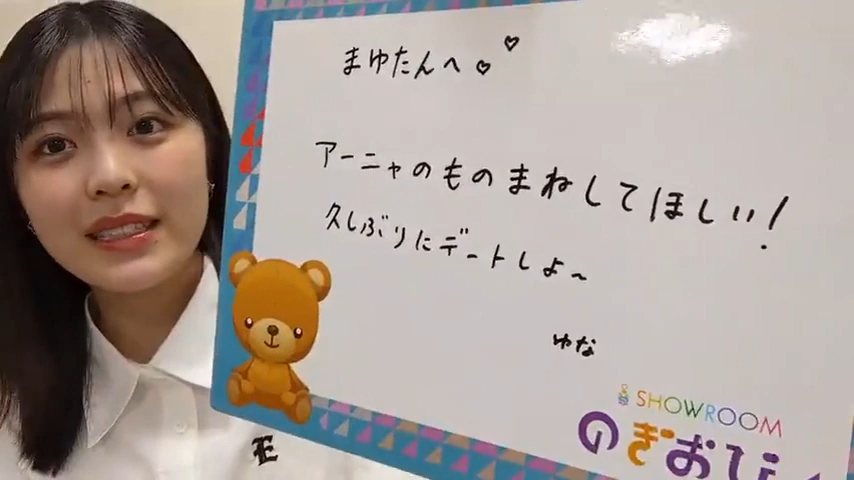 まゆたんへ♡♡
アーニャのものまねしてほしい!
久しぶりにデートしよ~
ゆな
SHOWROOM
のぎおび
E